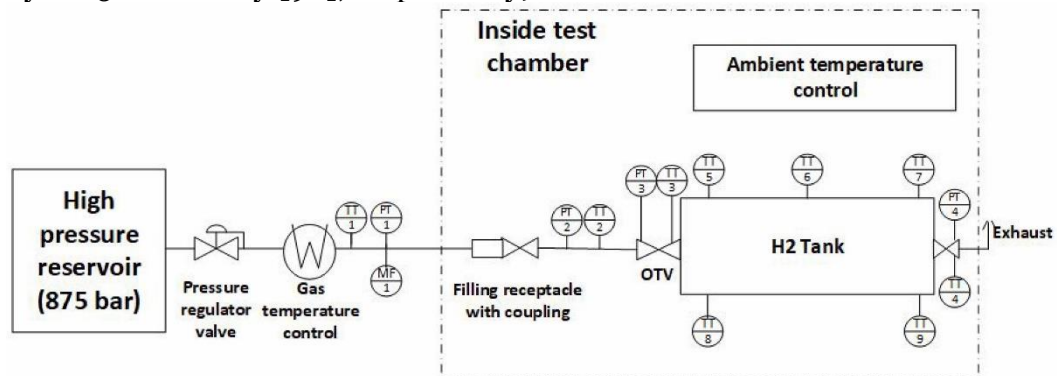 Inside test
chamber
Ambient temperature
control
High
pressure
reservoir
(875 bar)
Pressure
regulator
valve
Gas
temperature
control
TT
1
PT
1
MF
1
Filling receptacle
with coupling
PT
2
TT
2
PT
3
TT
3
OTV
TT
5
TT
6
TT
7
H2 Tank
TT
8
TT
9
PT
4
TT
4
Exhaust